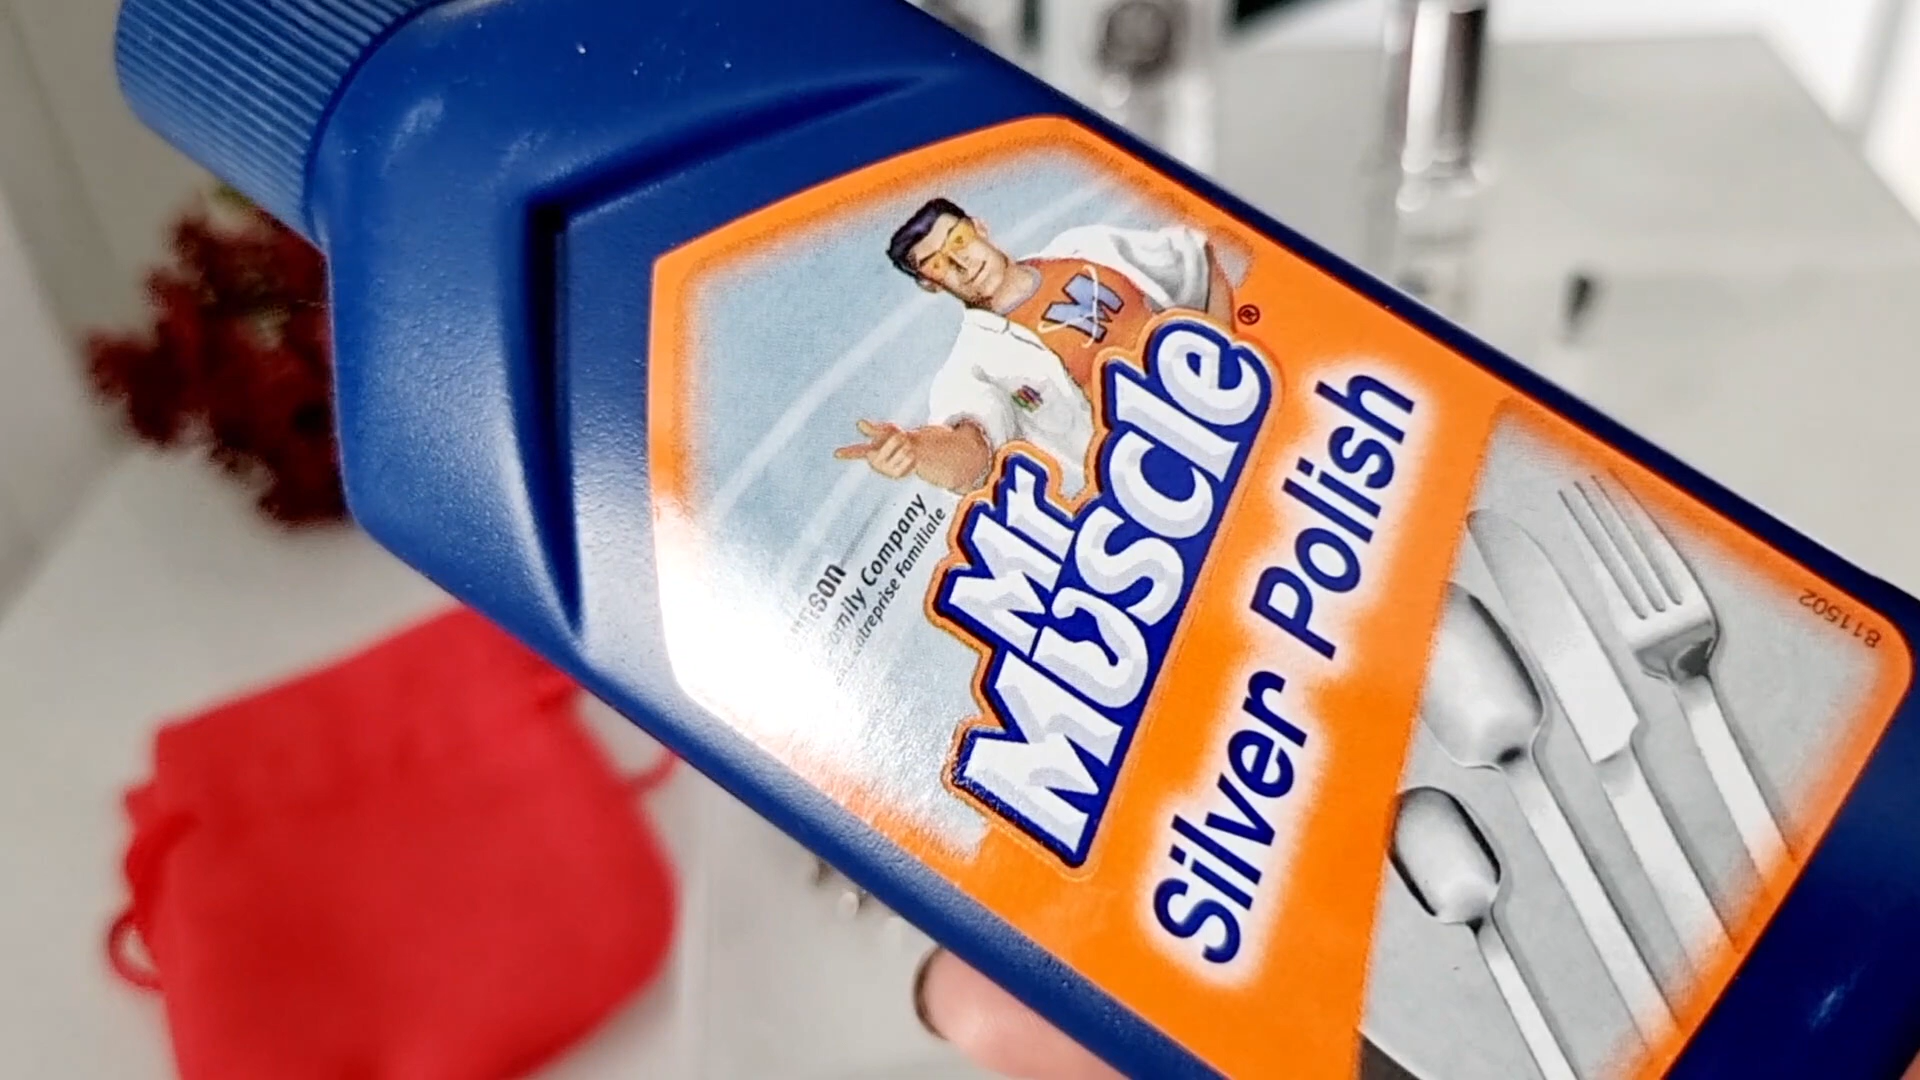 M
Family Company
Entreprise Familiale
Mr
Muscle®
Silver Polish
811502